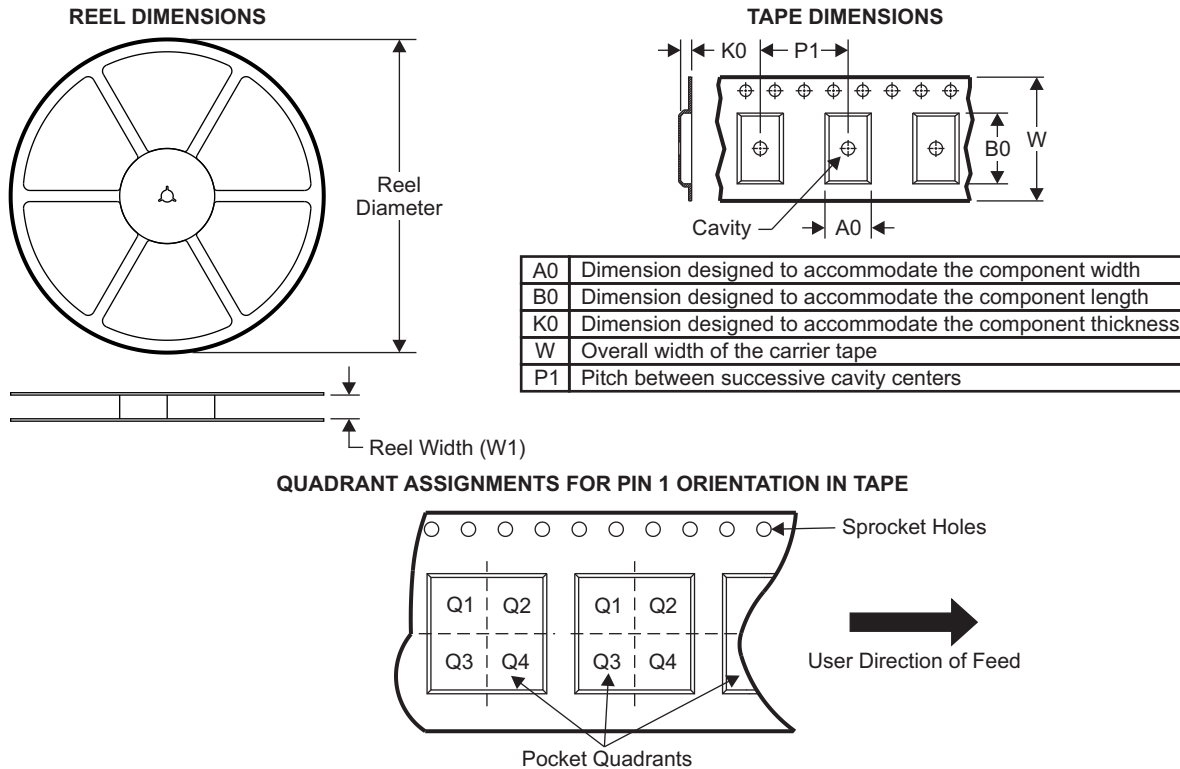 REEL DIMENSIONS
Reel
Diameter
Reel Width (W1)
TAPE DIMENSIONS
K0 P1
B0 W
Cavity
A0
A0 Dimension designed to accommodate the component width
B0 Dimension designed to accommodate the component length
K0 Dimension designed to accommodate the component thickness
W Overall width of the carrier tape
P1 Pitch between successive cavity centers
QUADRANT ASSIGNMENTS FOR PIN 1 ORIENTATION IN TAPE
Sprocket Holes
Q1 Q2 Q1 Q2
Q3 Q4 Q3 Q4
User Direction of Feed
Pocket Quadrants